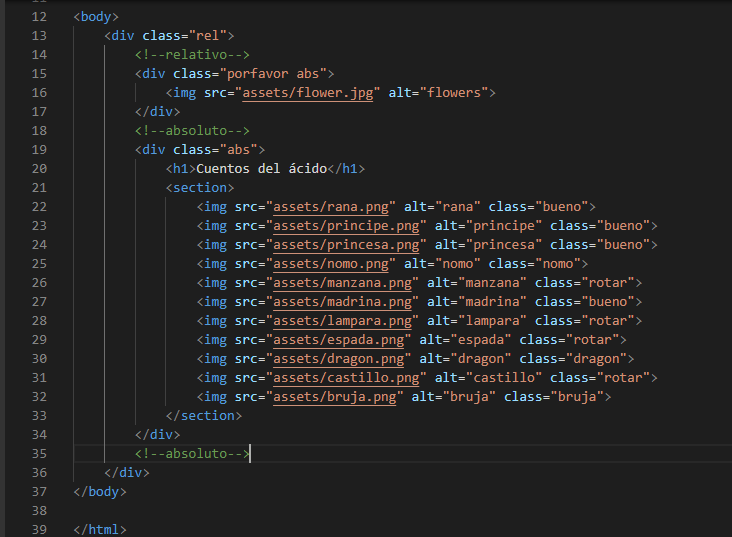 12 <body>
13 <div class="rel">
14 <!--relativo-->
15 <div class="porfavor abs">
16 <img src="assets/flower.jpg" alt="flowers">
17 </div>
18 <!--absoluto-->
19 <div class="abs">
20 <h1>Cuentos del ácido</h1>
21 <section>
22 <img src="assets/rana.png" alt="rana" class="bueno">
23 <img src="assets/principe.png" alt="principe" class="bueno">
24 <img src="assets/princesa.png" alt="princesa" class="bueno">
25 <img src="assets/nomo.png" alt="nomo" class="nomo">
26 <img src="assets/manzana.png" alt="manzana" class="rotar">
27 <img src="assets/madrina.png" alt="madrina" class="bueno">
28 <img src="assets/lampara.png" alt="lampara" class="rotar">
29 <img src="assets/espada.png" alt="espada" class="rotar">
30 <img src="assets/dragon.png" alt="dragon" class="dragon">
31 <img src="assets/castillo.png" alt="castillo" class="rotar">
32 <img src="assets/bruja.png" alt="bruja" class="bruja">
33 </section>
34 </div>
35 <!--absoluto-->
36 </div>
37 </body>
38
39 </html>